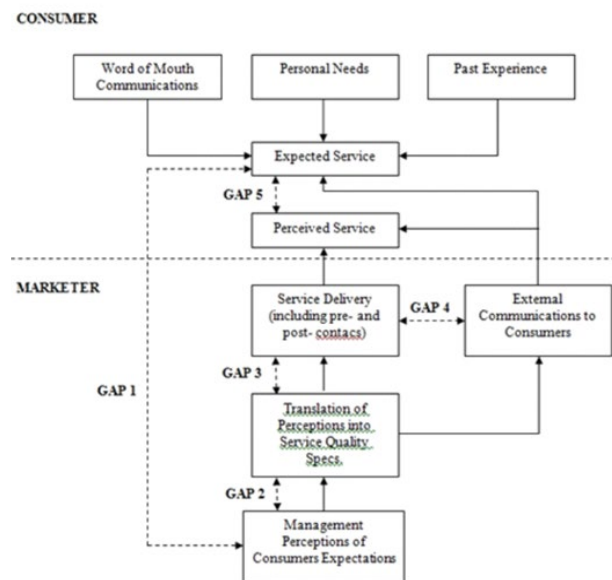 CONSUMER
Word of Mouth
Communications
Personal Needs
Past Experience
Expected Service
GAP 5
Perceived Service
MARKETER
Service Delivery
(including pre- and
post- contacs)
GAP 4
External
Communications to
Consumers
GAP 1
GAP 3
Translation of
Perceptions into
Service Quality
Specs.
GAP 2
Management
Perceptions of
Consumers Expectations